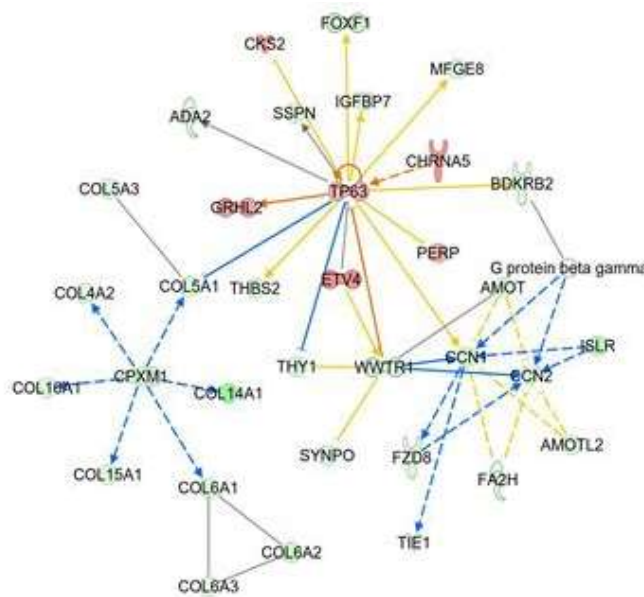 FOXF1
CKS2
MFGE8
IGFBP7
SSPN
ADA2
CHRNA5
COL5A3
TP63
BDKRB2
GRHL2
PERP
G protein beta gamma
ETV4
COL5A1
THBS2
AMOT
COL4A2
ISLR
CCN1
THY1
WWTR1
CPXM1
CCN2
COL16A1
COL14A1
AMOTL2
SYNPO
FZD8
COL15A1
FA2H
COL6A1
TIE1
COL6A2
COL6A3